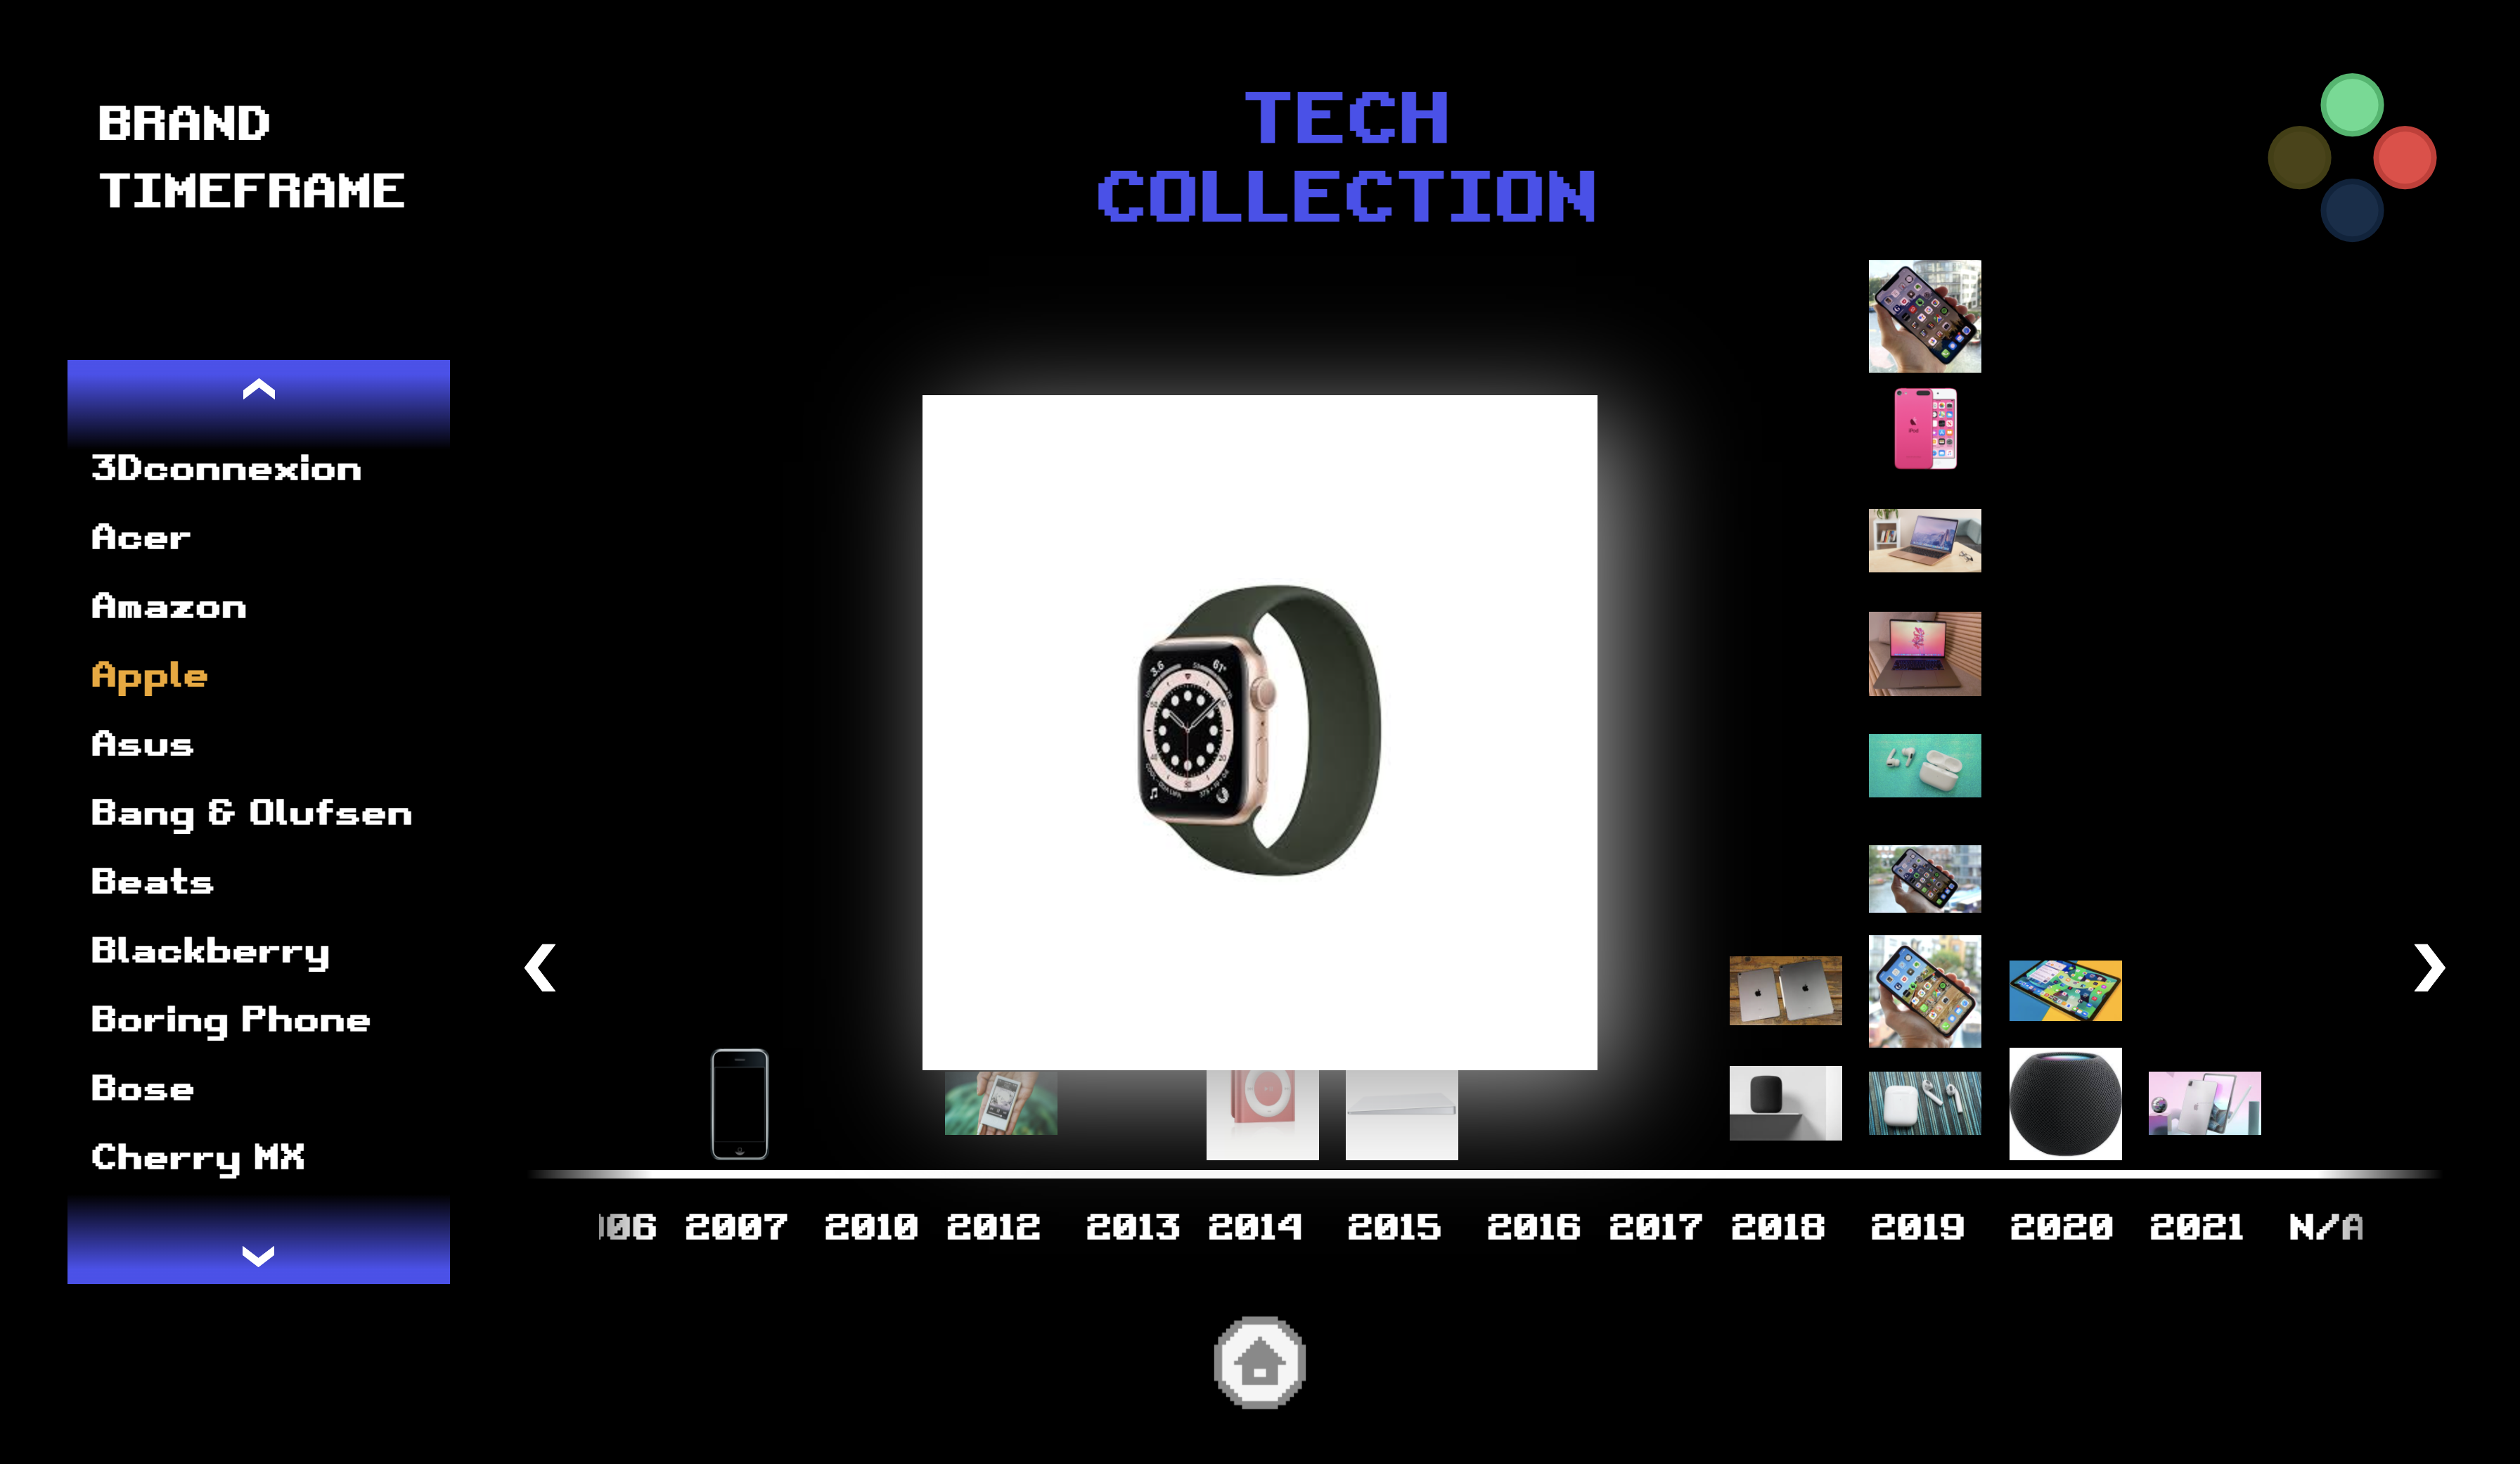 BRAND
TIMEFRAME
TECH
COLLECTION
3Dconnexion
Acer
Amazon
Apple
Asus
Bang & Olufsen
Beats
Blackberry
Boring Phone
Bose
Cherry MX
06 2007 2010 2012 2013 2014 2015 2016 2017 2018 2019 2020 2021 N/A